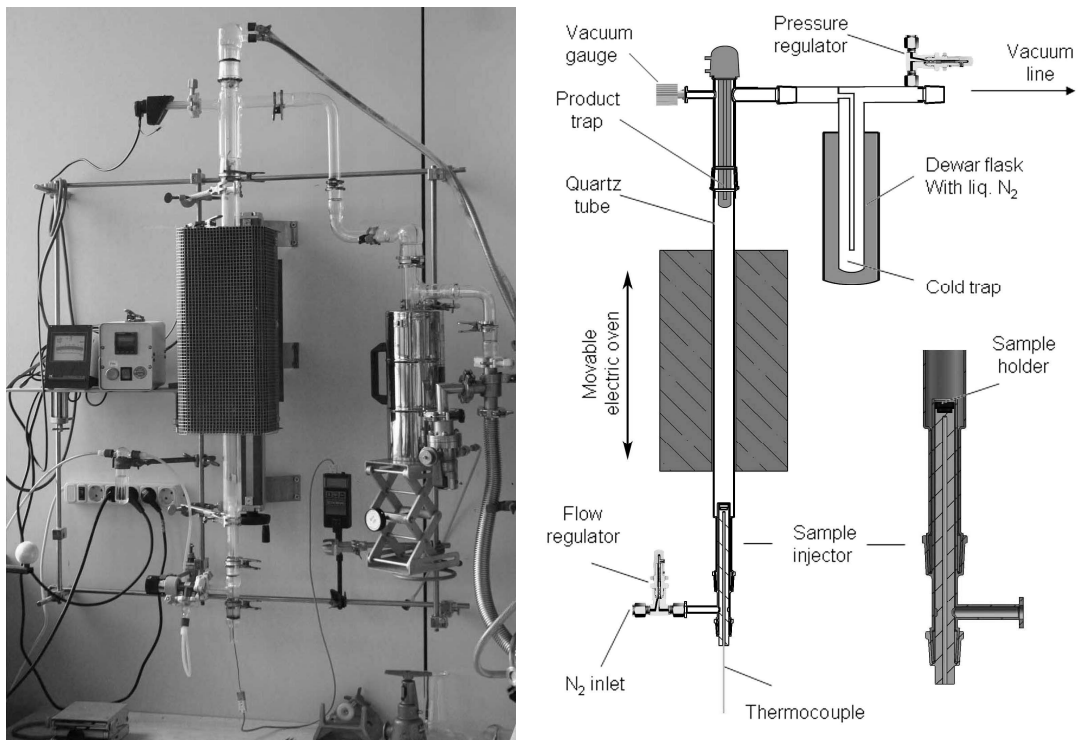 Vacuum
gauge
Pressure
regulator
Vacuum
line
Product
trap
Quartz
tube
Dewar flask
With liq. N₂
Cold trap
Movable
electric oven
Sample
holder
Flow
regulator
Sample
injector
N₂ inlet
Thermocouple